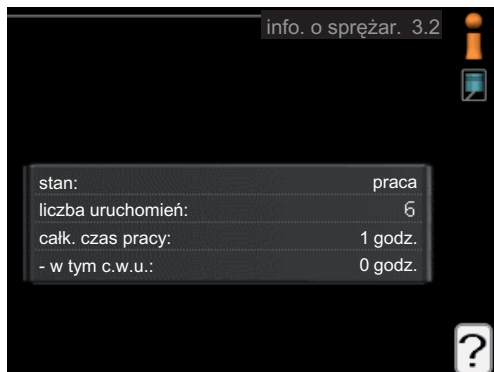 info. o sprężar. 3.2
stan: praca
liczba uruchomień: 6
całk. czas pracy: 1 godz.
- w tym c.w.u.: 0 godz.
?